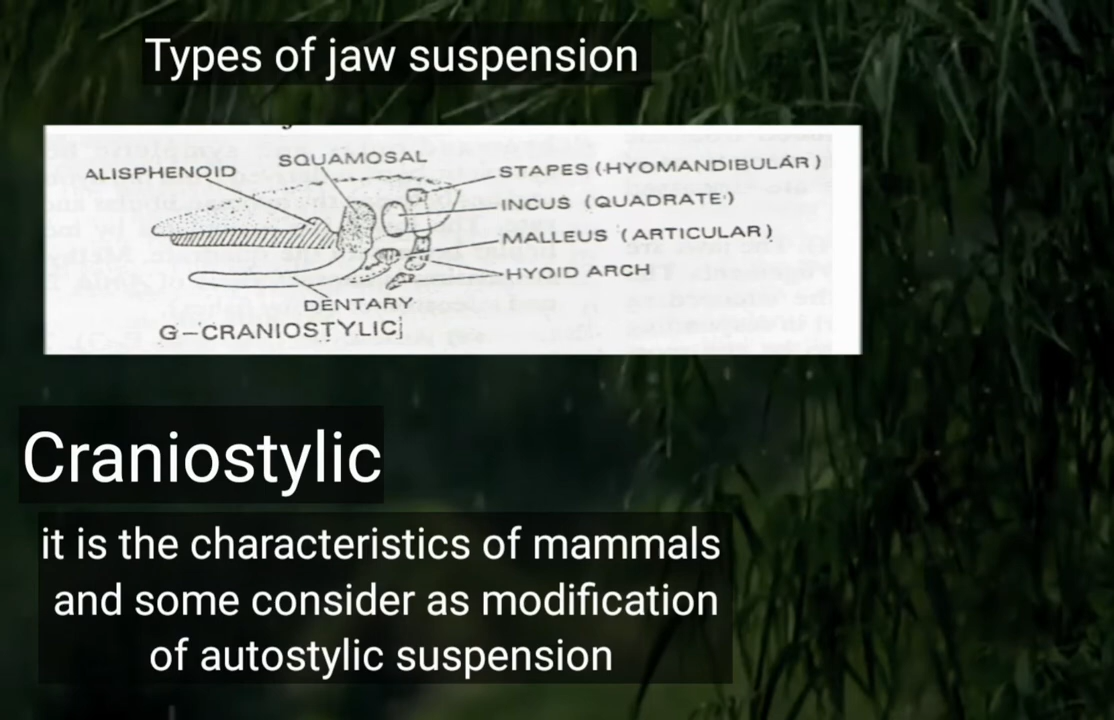 Types of jaw suspension
SQUAMOSAL
ALISPHENOID
STAPES (HYOMANDIBULAR)
INCUS (QUADRATE)
MALLEUS (ARTICULAR)
HYOID ARCH
DENTARY
G-CRANIOSTYLIC
Craniostylic
it is the characteristics of mammals
and some consider as modification
of autostylic suspension